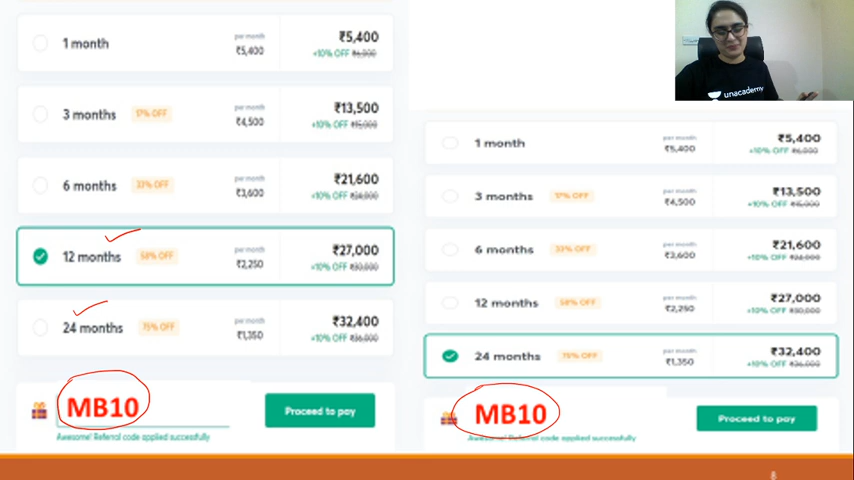 1 month
per month
₹5,400
₹5,400
+10% OFF ₹6,000
3 months
17% OFF
₹4,500
₹13,500
+10% OFF ₹15,000
6 months
33% OFF
per month
₹3,600
₹21,600
+10% OFF ₹24,000
12 months
58% OFF
per month
₹2,250
₹27,000
+10% OFF ₹30,000
24 months
75% OFF
per month
₹1,350
₹32,400
+10% OFF ₹36,000
MB10
Awesome! Referral code applied successfully
Proceed to pay
unacademy
1 month
per month
₹5,400
₹5,400
+10% OFF ₹6,000
3 months
17% OFF
per month
₹4,500
₹13,500
+10% OFF ₹15,000
6 months
33% OFF
per month
₹3,600
₹21,600
+10% OFF ₹24,000
12 months
58% OFF
per month
₹2,250
₹27,000
+10% OFF ₹30,000
24 months
75% OFF
per month
₹1,350
₹32,400
+10% OFF ₹36,000
MB10
Awesome! Referral code applied successfully
Proceed to pay